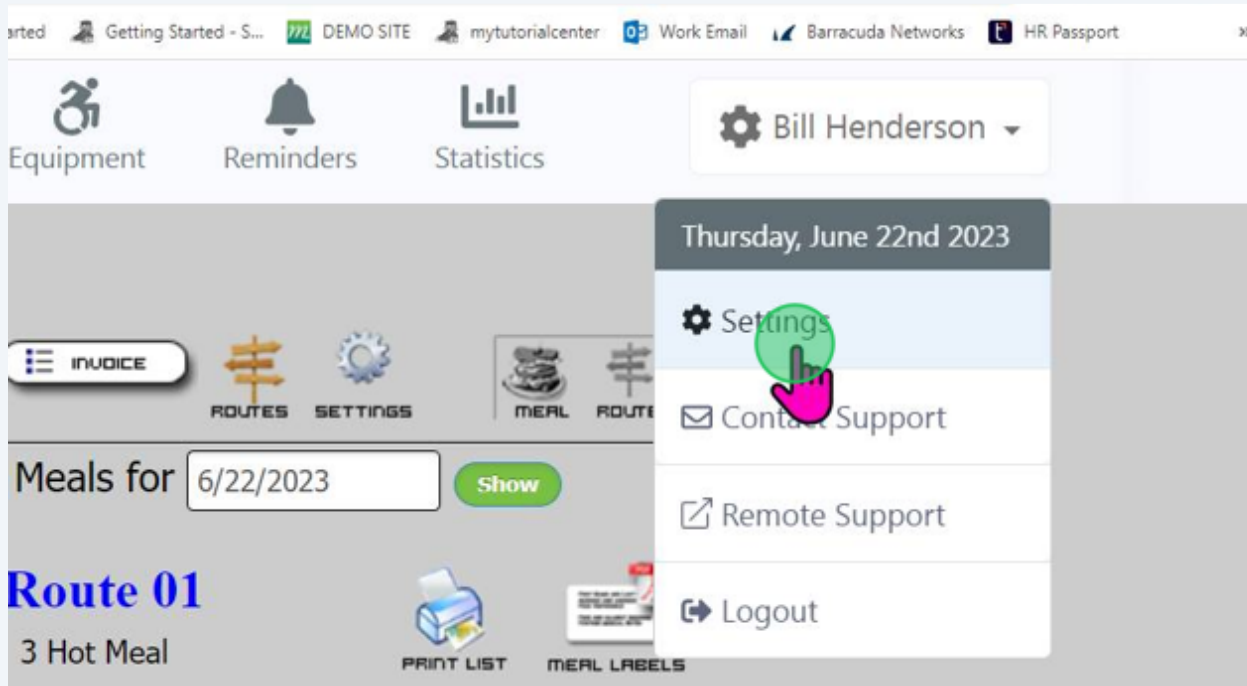 arted Getting Started - S... DEMO SITE mytutorialcenter Work Email Barracuda Networks HR Passport »
Equipment Reminders Statistics Bill Henderson
Thursday, June 22nd 2023
Settings
INVOICE ROUTES SETTINGS MEAL ROUTE
Contact Support
Meals for 6/22/2023 Show
Remote Support
Route 01
Logout
3 Hot Meal PRINT LIST MEAL LABELS